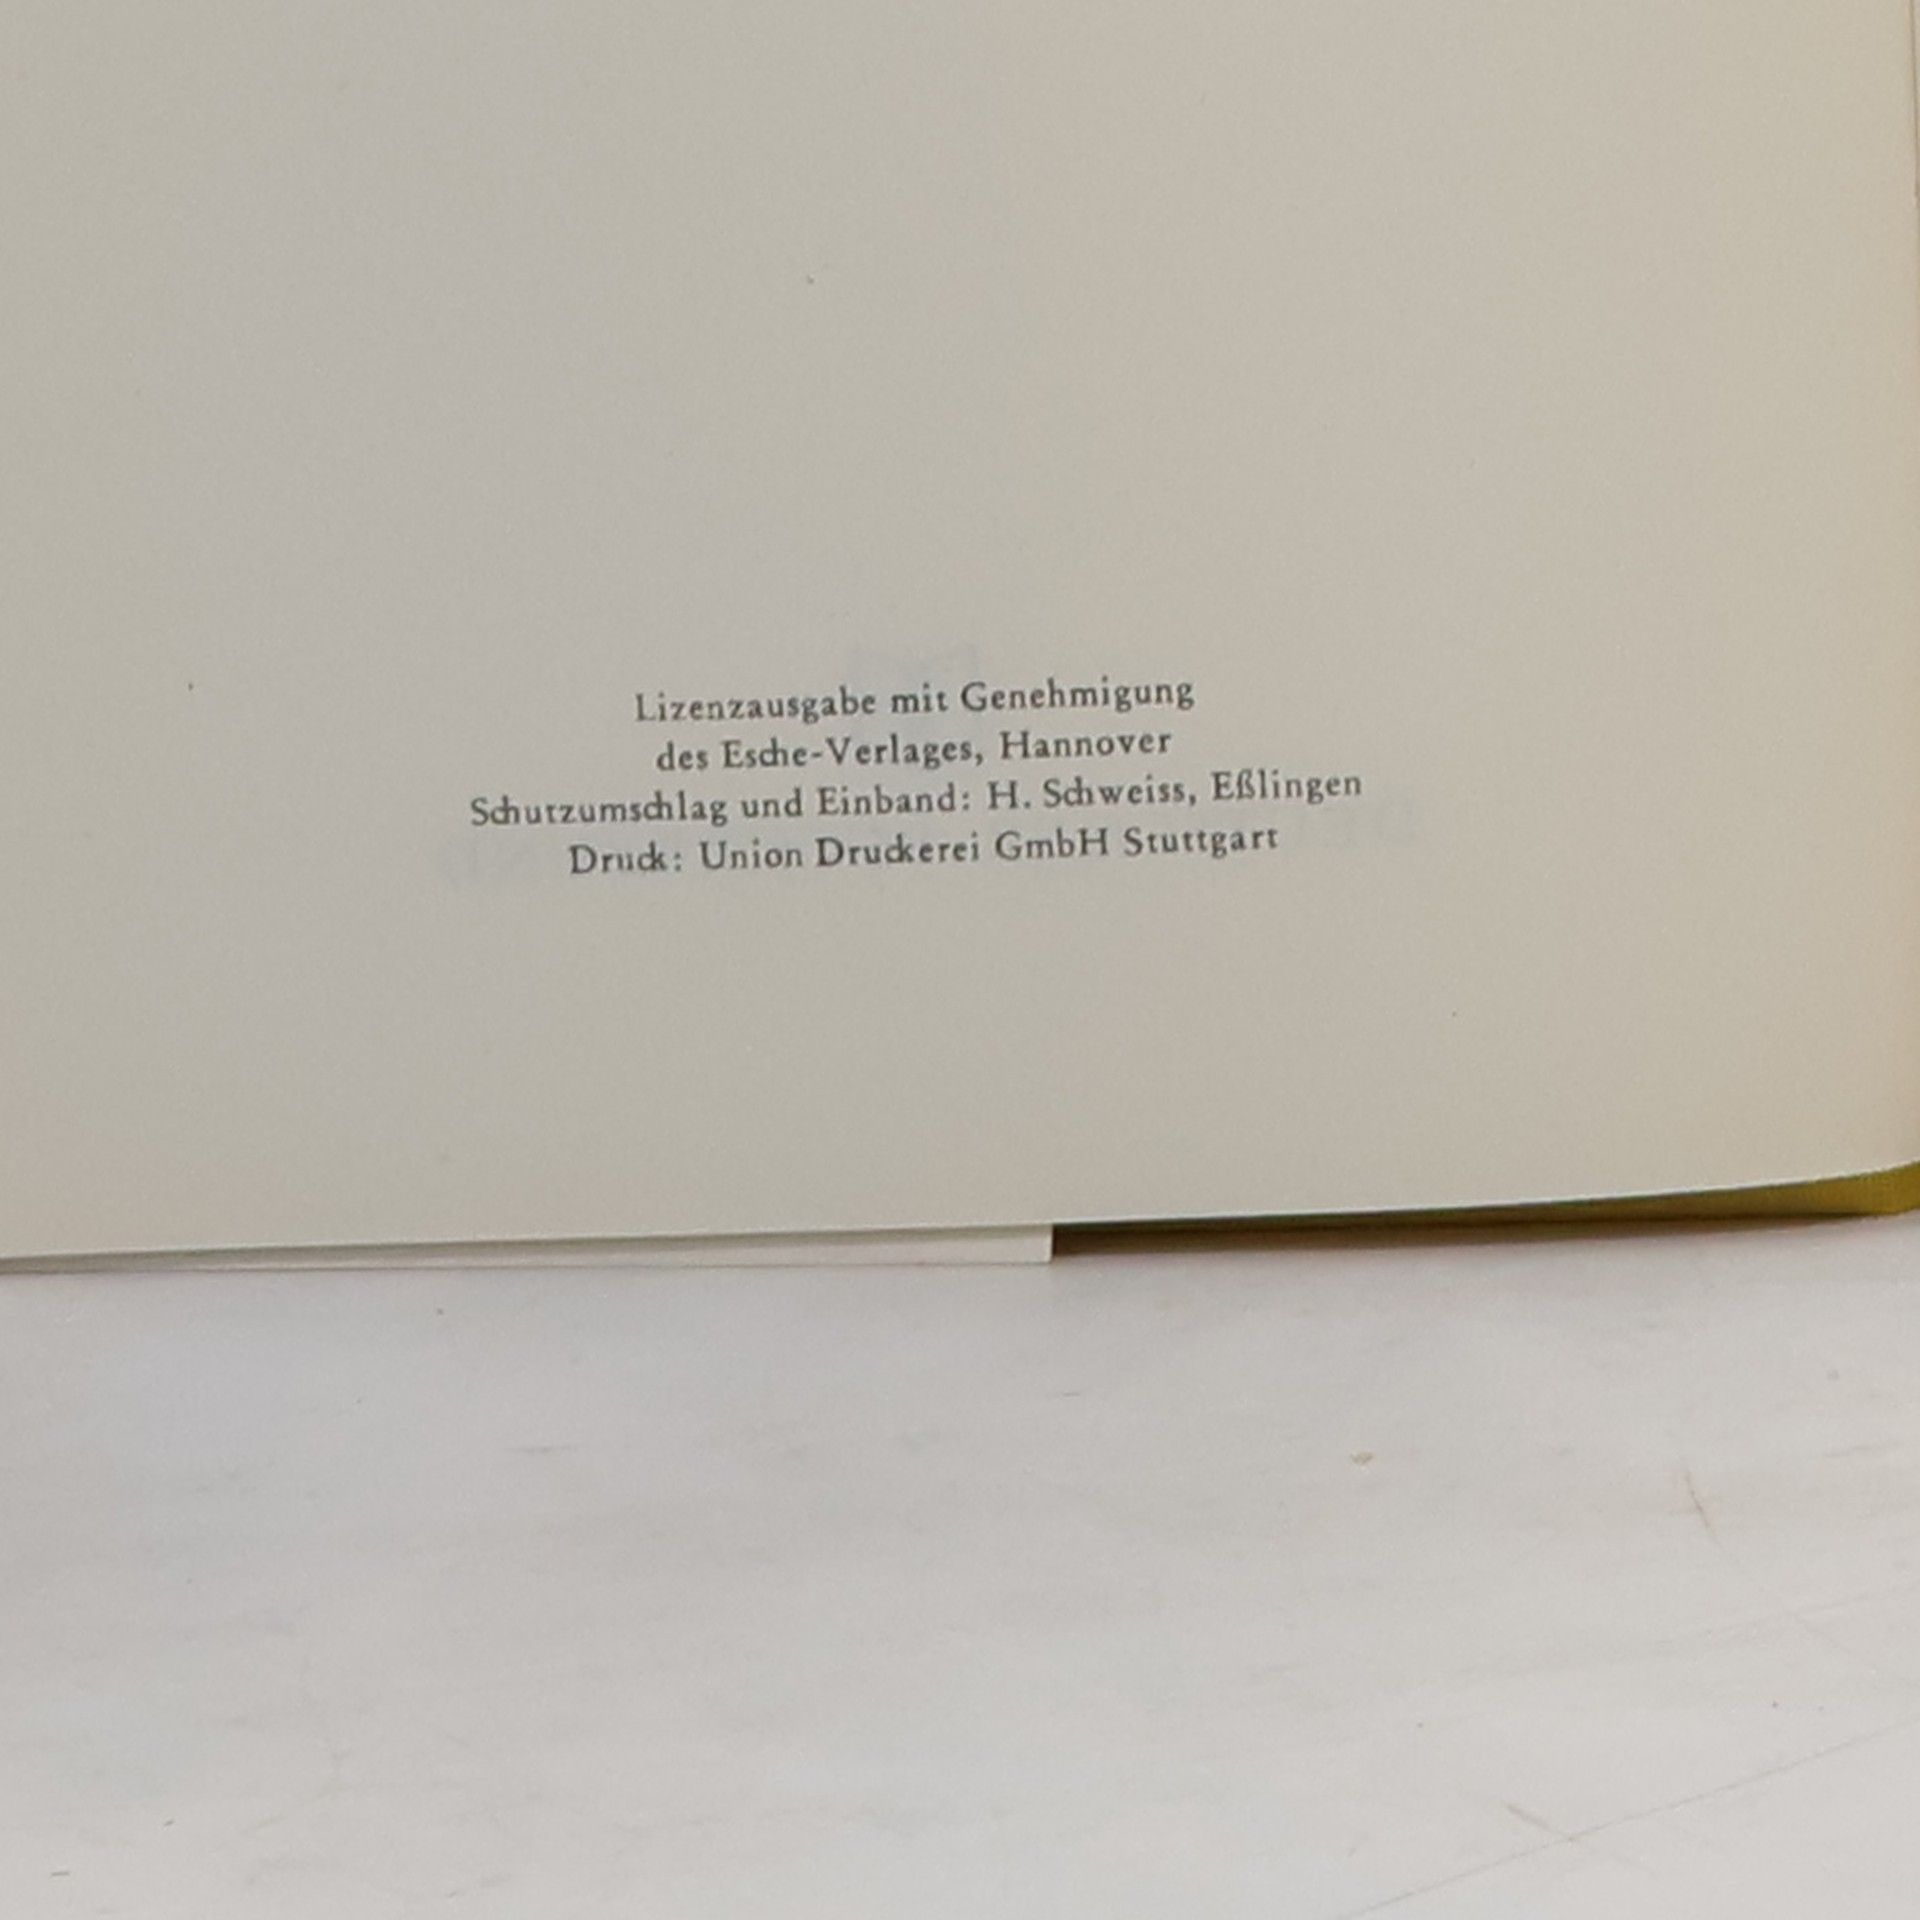 Lizenzausgabe mit Genehmigung
des Esche-Verlages, Hannover
Schutzumschlag und Einband: H. Schweiss, Eßlingen
Druck: Union Druckerei GmbH Stuttgart